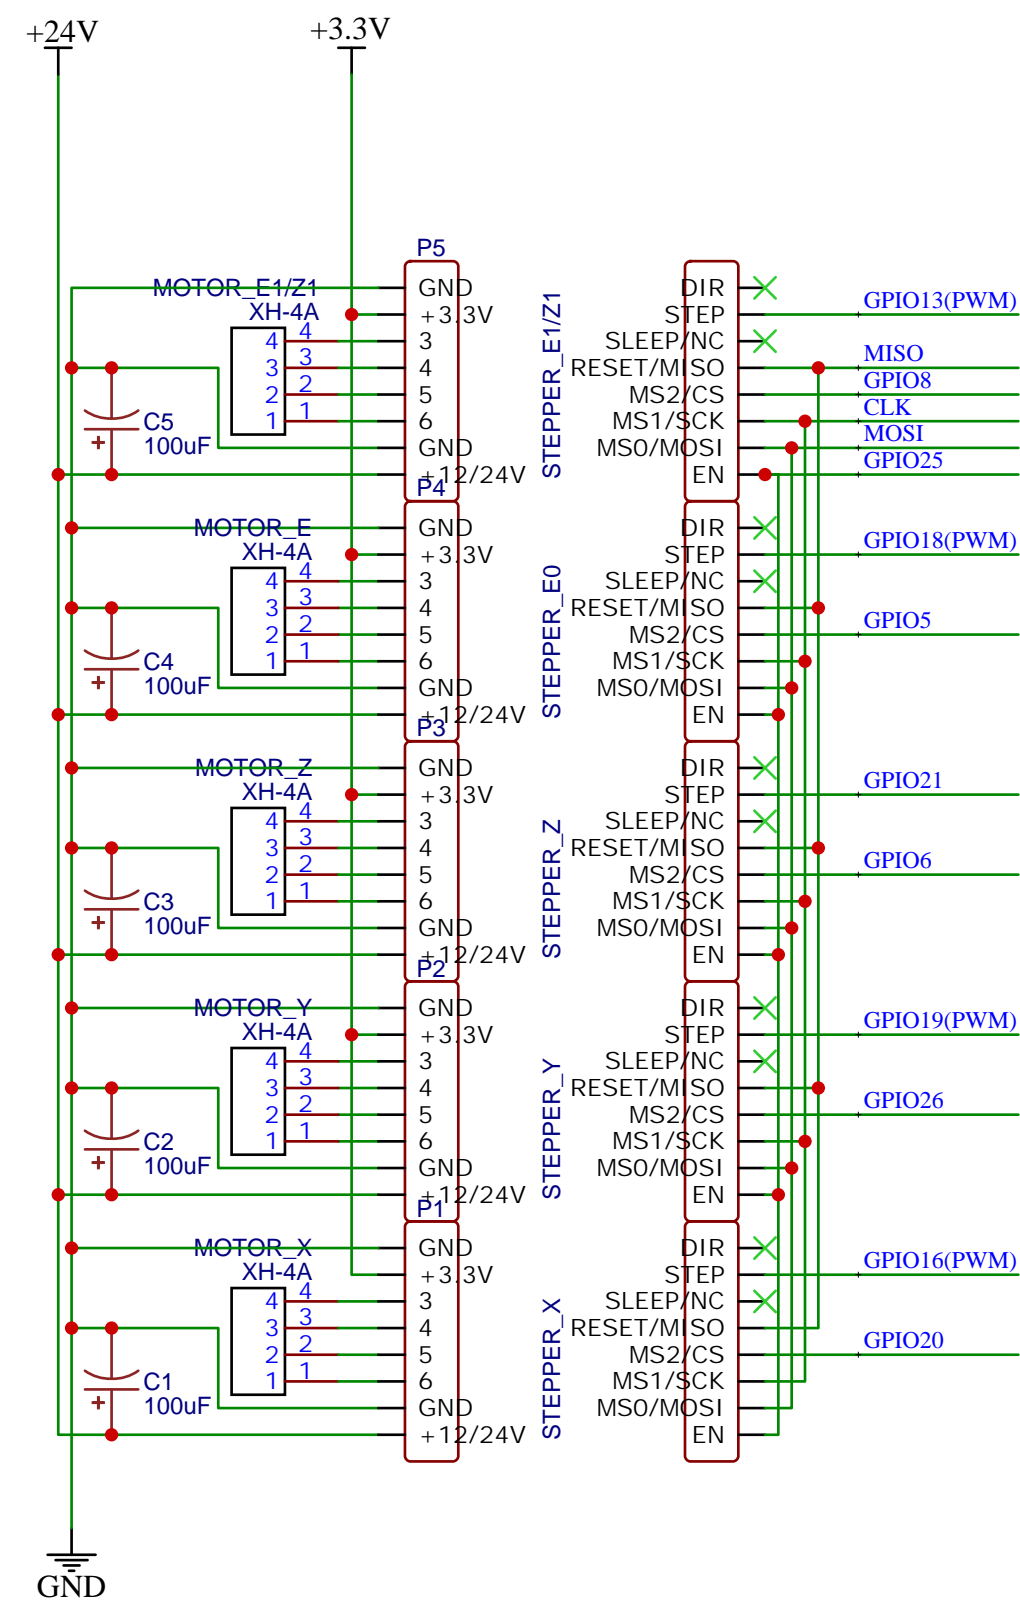 +24V
+3.3V
P5
MOTOR_E1/Z1
XH-4A
4 4
3 3
2 2
1 1
C5
100uF
+
GND
+3.3V
3
4
5
6
GND
+12/24V
STEPPER_E1/Z1
DIR
STEP
SLEEP/NC
RESET/MISO
MS2/CS
MS1/SCK
MS0/MOSI
EN
GPIO13(PWM)
MISO
GPIO8
CLK
MOSI
GPIO25
P4
MOTOR_E
XH-4A
4 4
3 3
2 2
1 1
C4
100uF
+
GND
+3.3V
3
4
5
6
GND
+12/24V
STEPPER_E0
DIR
STEP
SLEEP/NC
RESET/MISO
MS2/CS
MS1/SCK
MS0/MOSI
EN
GPIO18(PWM)
GPIO5
P3
MOTOR_Z
XH-4A
4 4
3 3
2 2
1 1
C3
100uF
+
GND
+3.3V
3
4
5
6
GND
+12/24V
STEPPER_Z
DIR
STEP
SLEEP/NC
RESET/MISO
MS2/CS
MS1/SCK
MS0/MOSI
EN
GPIO21
GPIO6
P2
MOTOR_Y
XH-4A
4 4
3 3
2 2
1 1
C2
100uF
+
GND
+3.3V
3
4
5
6
GND
+12/24V
STEPPER_Y
DIR
STEP
SLEEP/NC
RESET/MISO
MS2/CS
MS1/SCK
MS0/MOSI
EN
GPIO19(PWM)
GPIO26
P1
MOTOR_X
XH-4A
4 4
3 3
2 2
1 1
C1
100uF
+
GND
+3.3V
3
4
5
6
GND
+12/24V
STEPPER_X
DIR
STEP
SLEEP/NC
RESET/MISO
MS2/CS
MS1/SCK
MS0/MOSI
EN
GPIO16(PWM)
GPIO20
GND